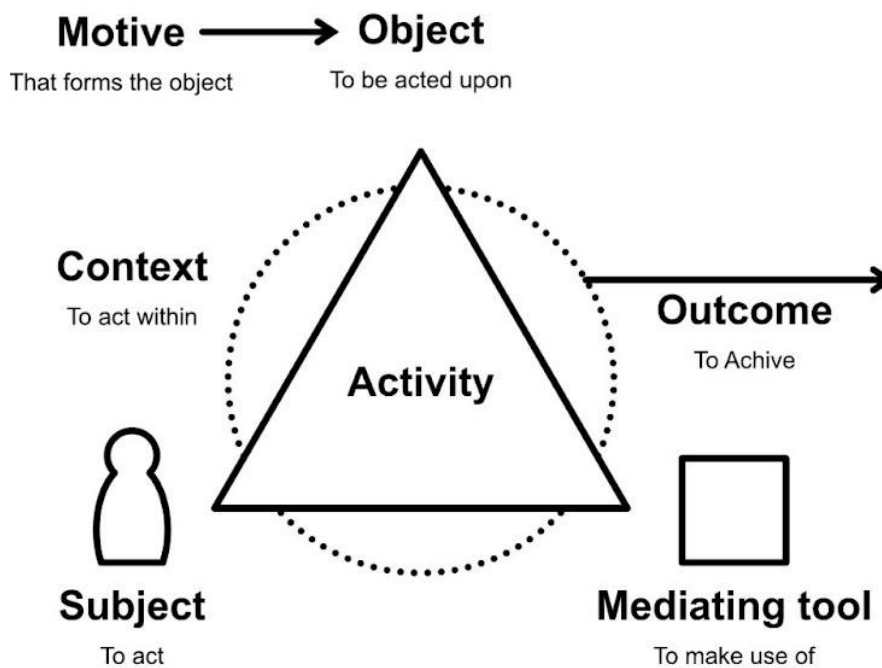 Motive
Object
That forms the object
To be acted upon
Context
To act within
Outcome
To Achive
Activity
Subject
To act
Mediating tool
To make use of